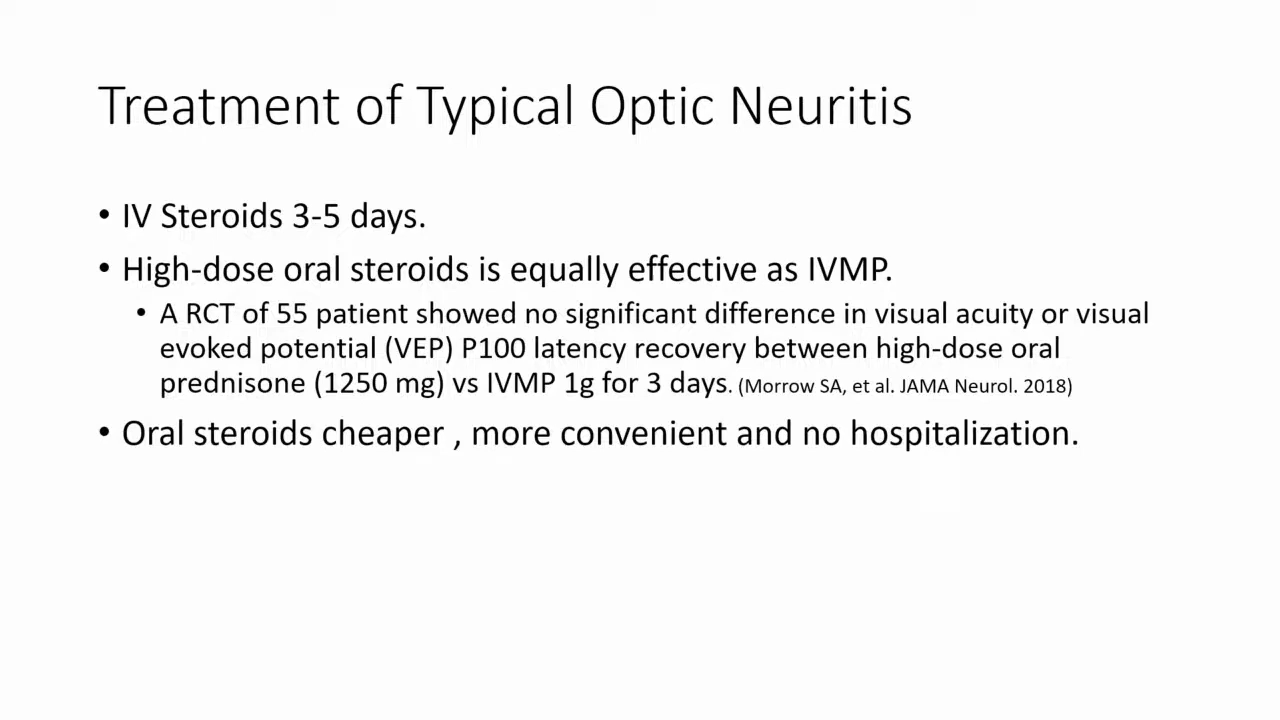 Treatment of Typical Optic Neuritis
• IV Steroids 3-5 days.
• High-dose oral steroids is equally effective as IVMP.
• A RCT of 55 patient showed no significant difference in visual acuity or visual
evoked potential (VEP) P100 latency recovery between high-dose oral
prednisone (1250 mg) vs IVMP 1g for 3 days. (Morrow SA, et al. JAMA Neurol. 2018)
• Oral steroids cheaper , more convenient and no hospitalization.